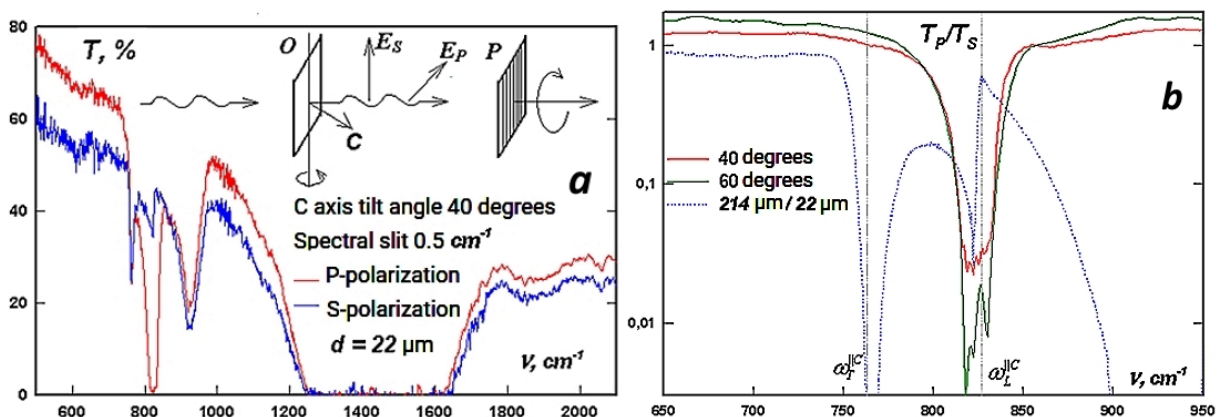 80
60
40
20
0
T, %
O
E_S
E_P
P
C
a
C axis tilt angle 40 degrees
Spectral slit 0.5 cm⁻¹
P-polarization
S-polarization
d = 22 µm
ν, cm⁻¹
600 800 1000 1200 1400 1600 1800 2000
1
0,1
0,01
T_P/T_S
b
40 degrees
60 degrees
214 µm / 22 µm
ω_T^||C
ω_L^||C
ν, cm⁻¹
650 700 750 800 850 900 950